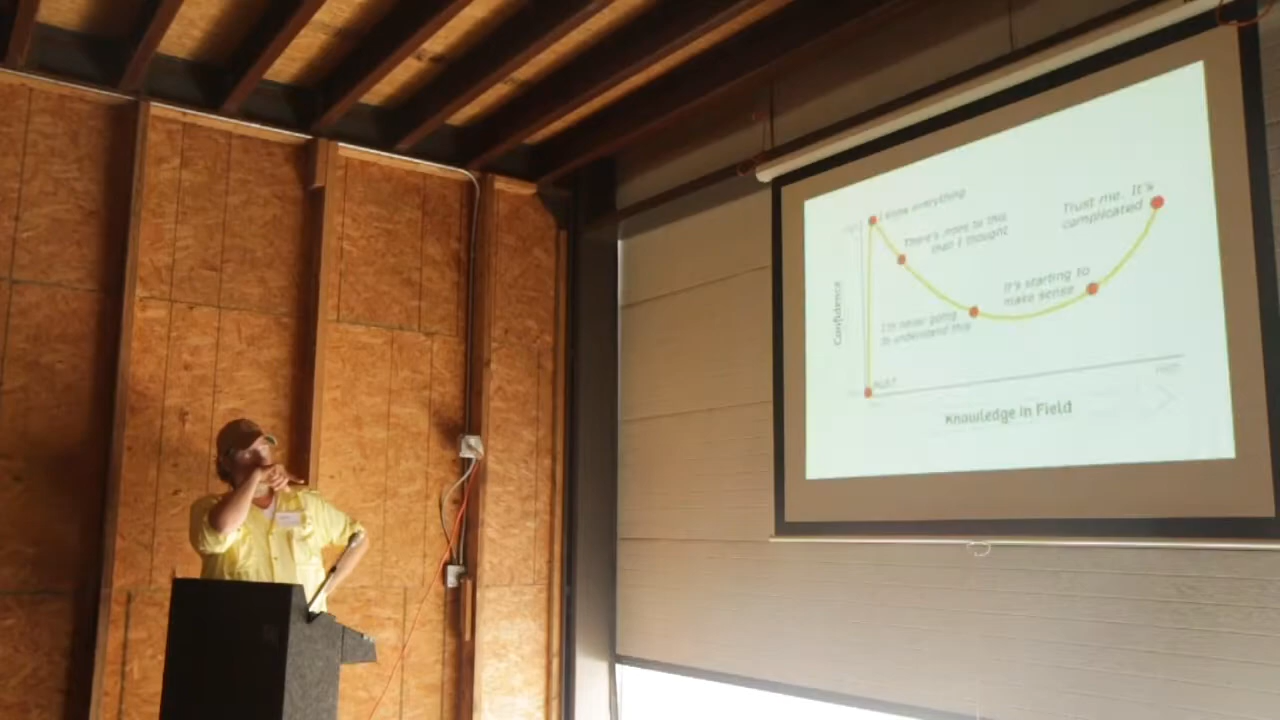 I know everything
There's more to this
than I thought
Trust me. It's
complicated
It's starting to
make sense
I'm never going
to understand this
Huh?
Confidence
Knowledge in Field